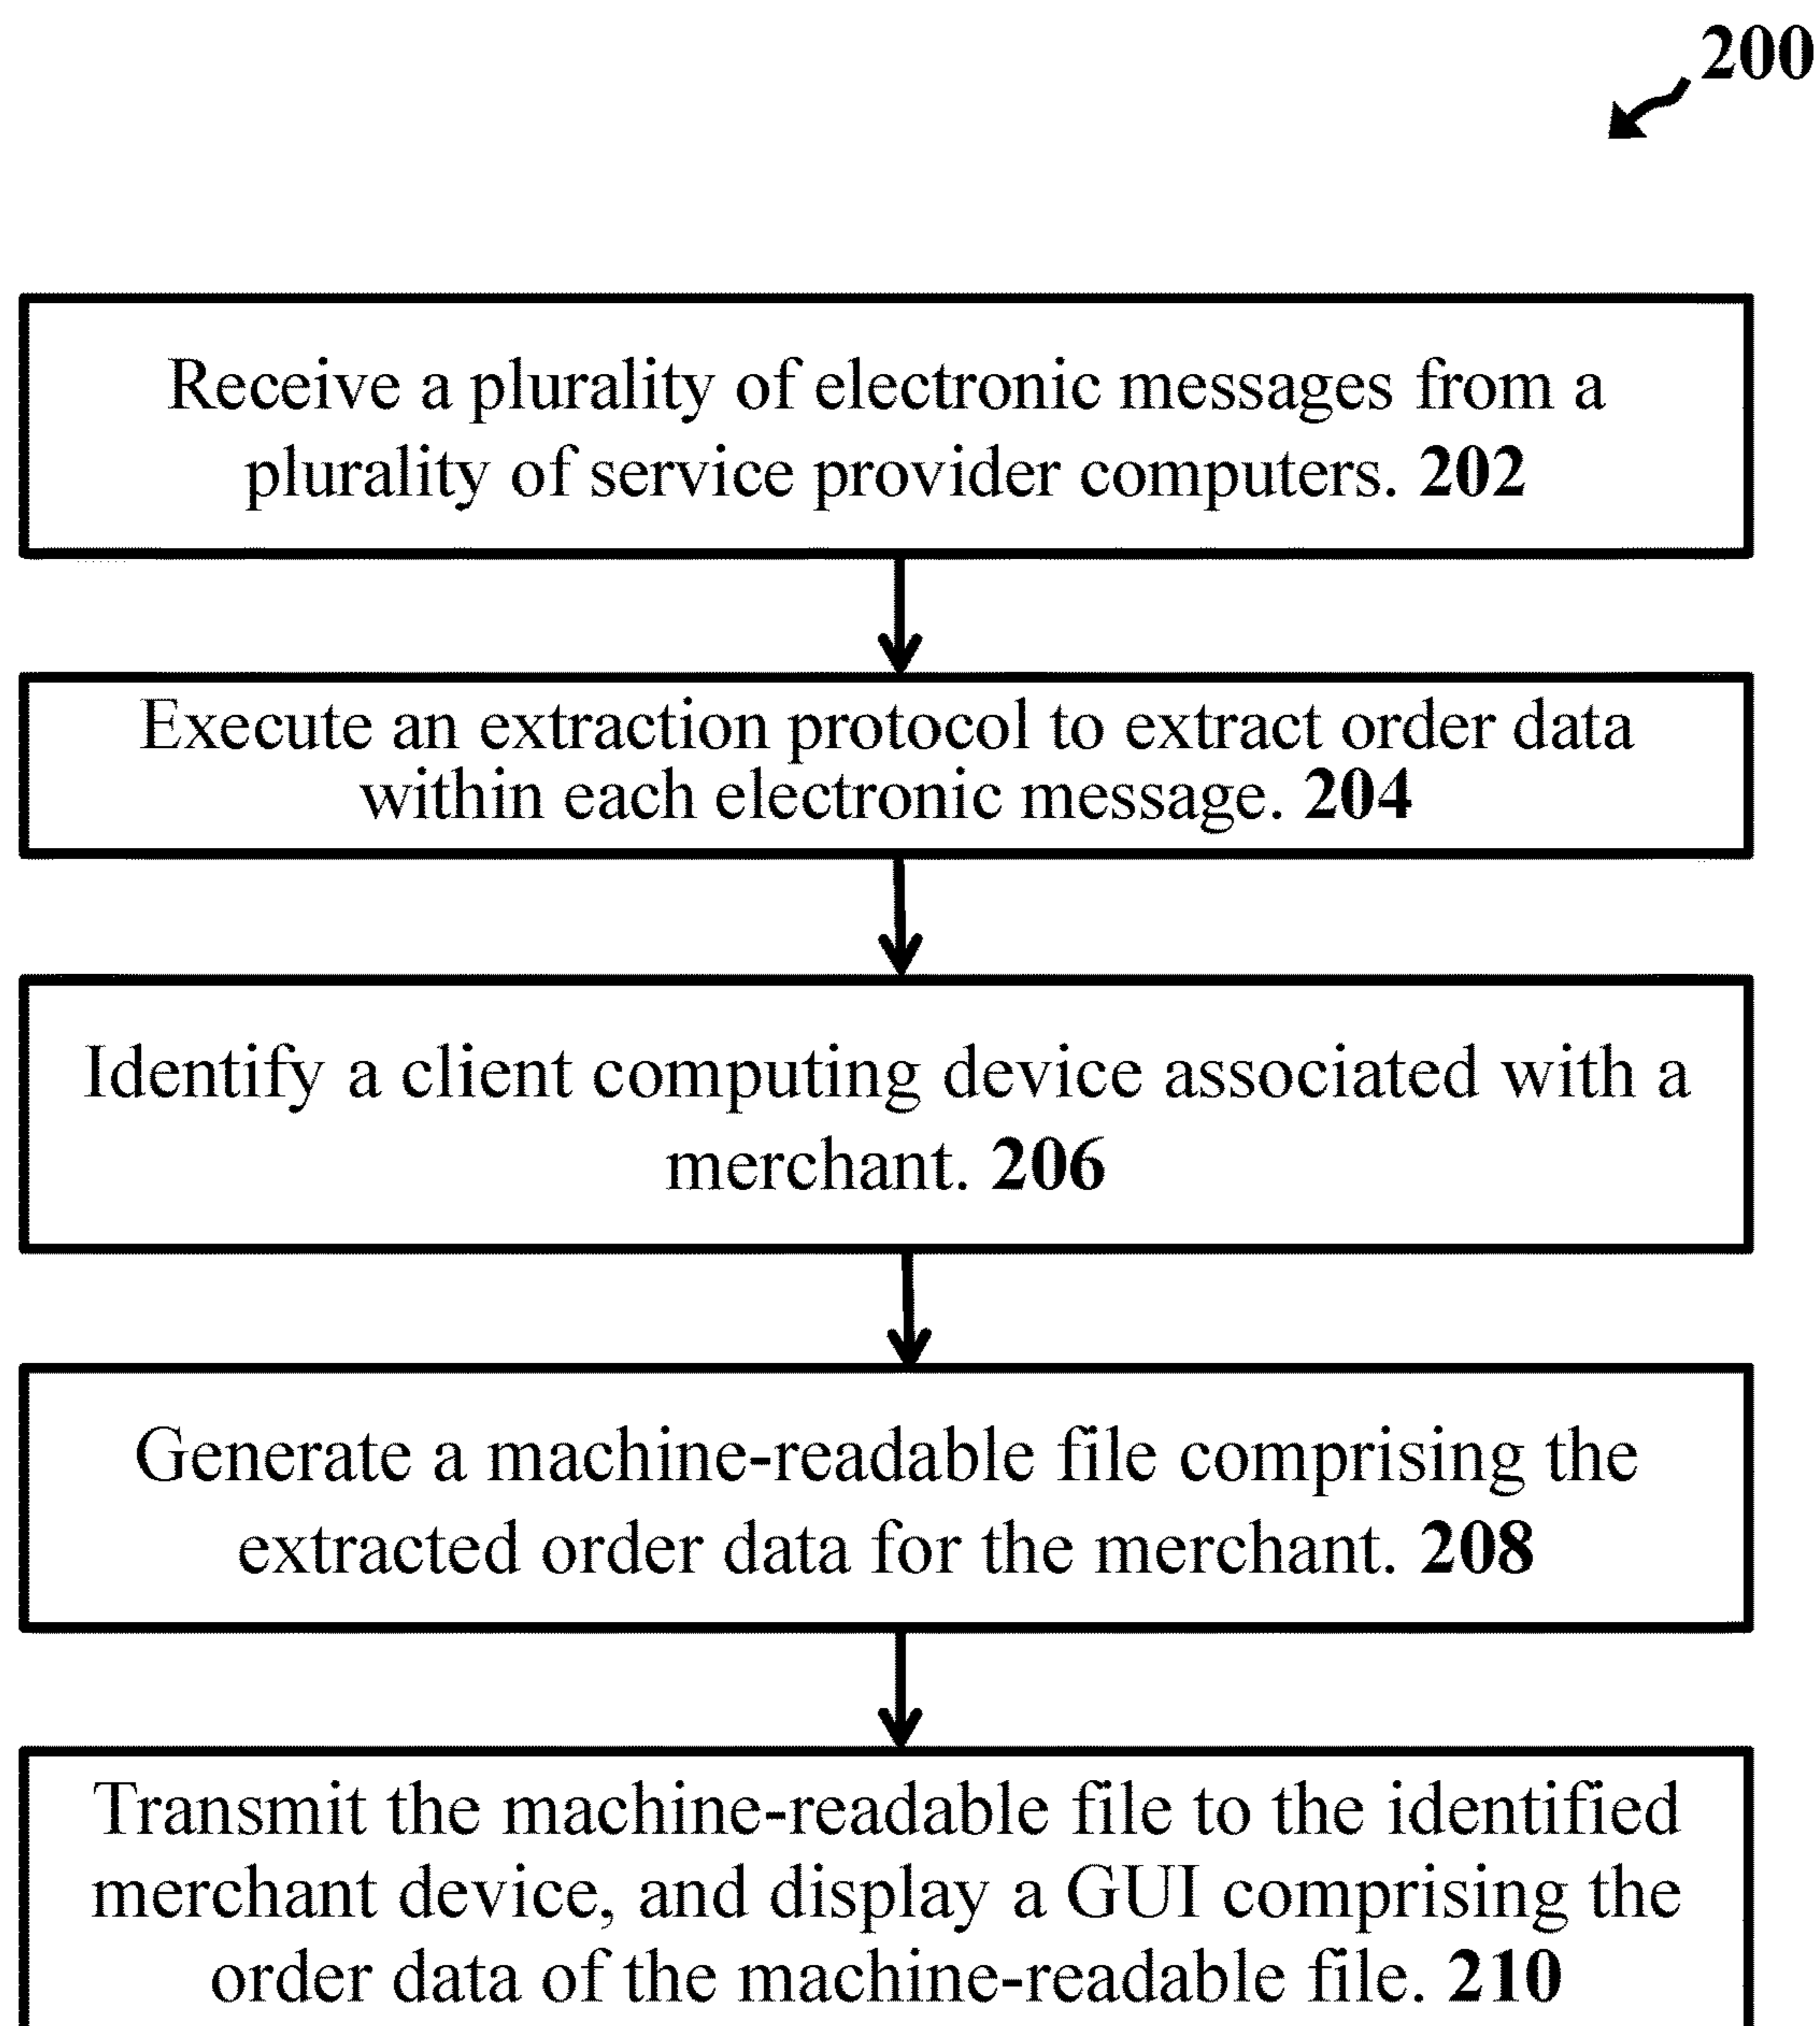 200
Receive a plurality of electronic messages from a
plurality of service provider computers. 202
Execute an extraction protocol to extract order data
within each electronic message. 204
Identify a client computing device associated with a
merchant. 206
Generate a machine-readable file comprising the
extracted order data for the merchant. 208
Transmit the machine-readable file to the identified
merchant device, and display a GUI comprising the
order data of the machine-readable file. 210